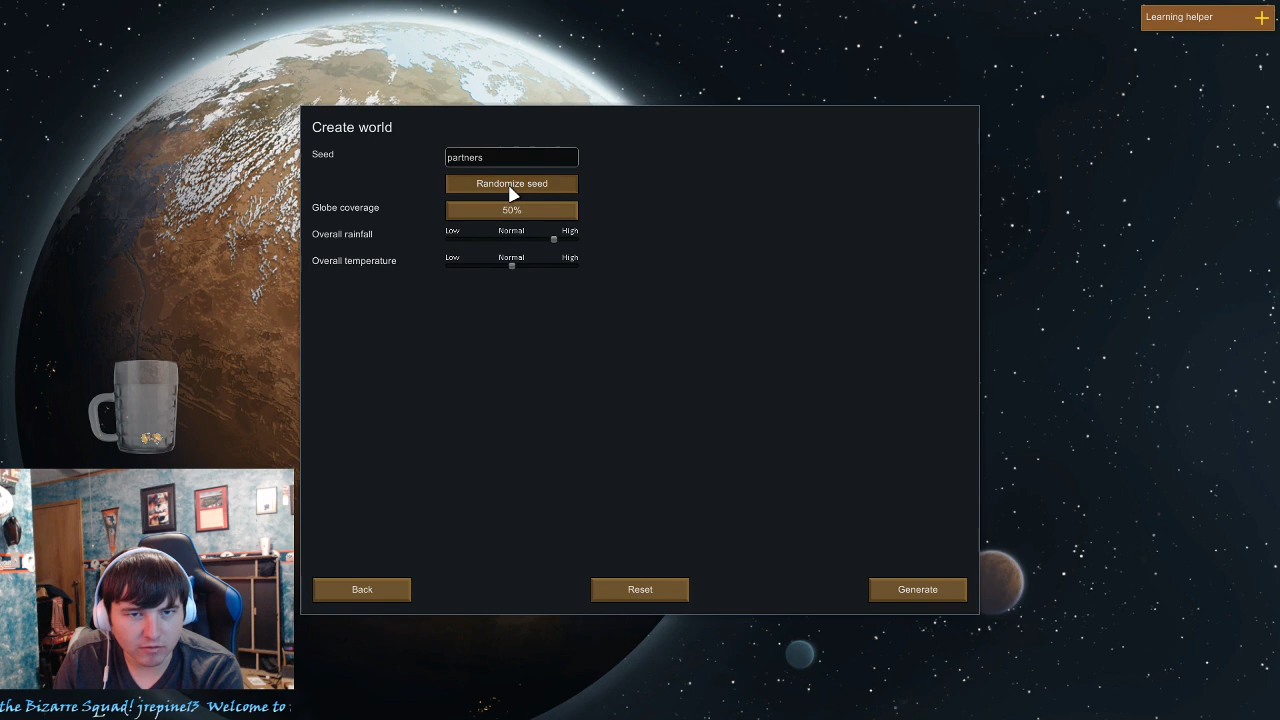 Learning helper
Create world
Seed
partners
Randomize seed
Globe coverage
50%
Overall rainfall
Low Normal High
Overall temperature
Low Normal High
Back
Reset
Generate
the Bizarre Squad! jrepine13 Welcome to